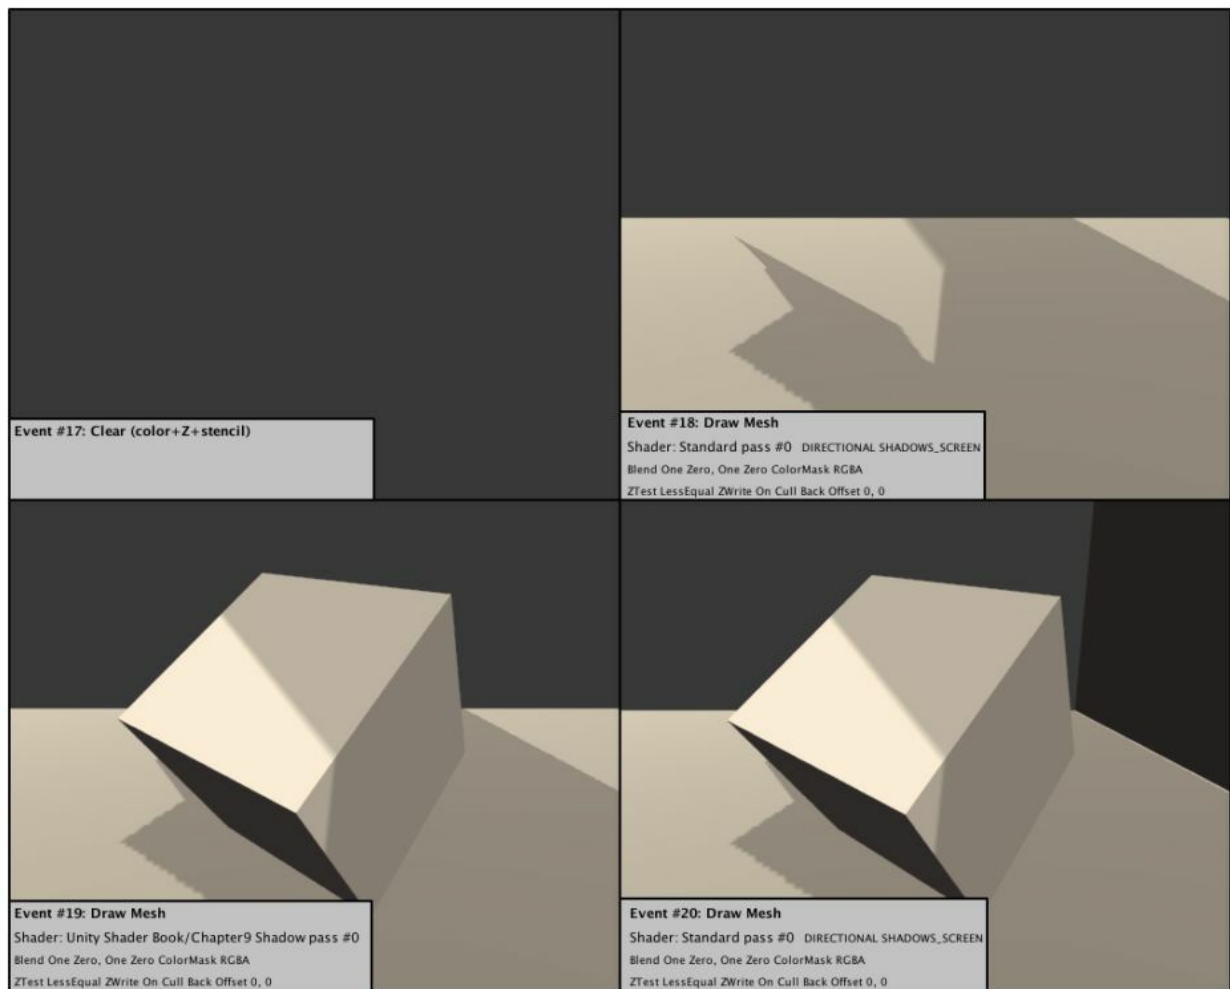 Event #17: Clear (color+Z+stencil)
Event #18: Draw Mesh
Shader: Standard pass #0 DIRECTIONAL SHADOWS_SCREEN
Blend One Zero, One Zero ColorMask RGBA
ZTest LessEqual ZWrite On Cull Back Offset 0, 0
Event #19: Draw Mesh
Shader: Unity Shader Book/Chapter9 Shadow pass #0
Blend One Zero, One Zero ColorMask RGBA
ZTest LessEqual ZWrite On Cull Back Offset 0, 0
Event #20: Draw Mesh
Shader: Standard pass #0 DIRECTIONAL SHADOWS_SCREEN
Blend One Zero, One Zero ColorMask RGBA
ZTest LessEqual ZWrite On Cull Back Offset 0, 0